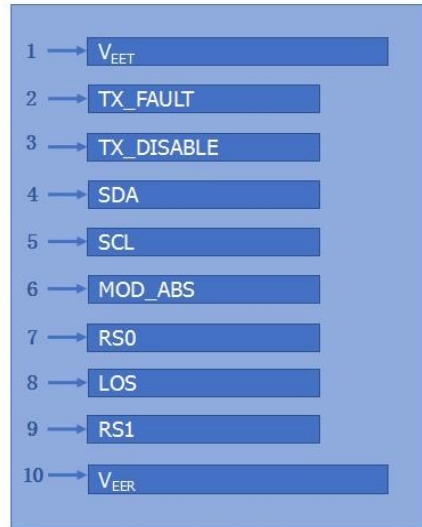 1 V_EET
2 TX_FAULT
3 TX_DISABLE
4 SDA
5 SCL
6 MOD_ABS
7 RS0
8 LOS
9 RS1
10 V_EER